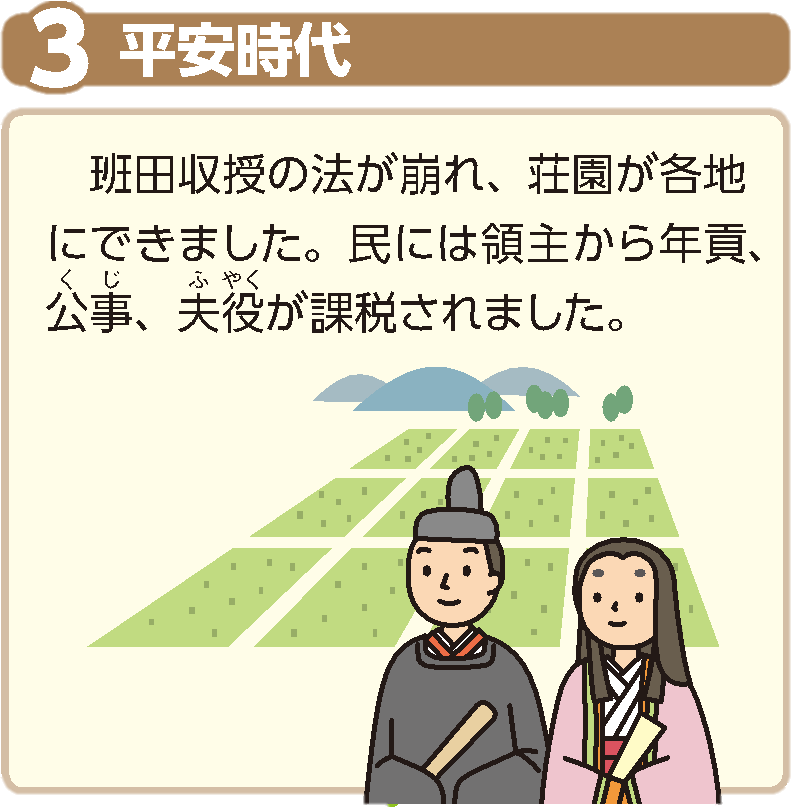 3 平安時代
班田収授の法が崩れ、荘園が各地
にできました。民には領主から年貢、
くじ ふやく
公事、夫役が課税されました。